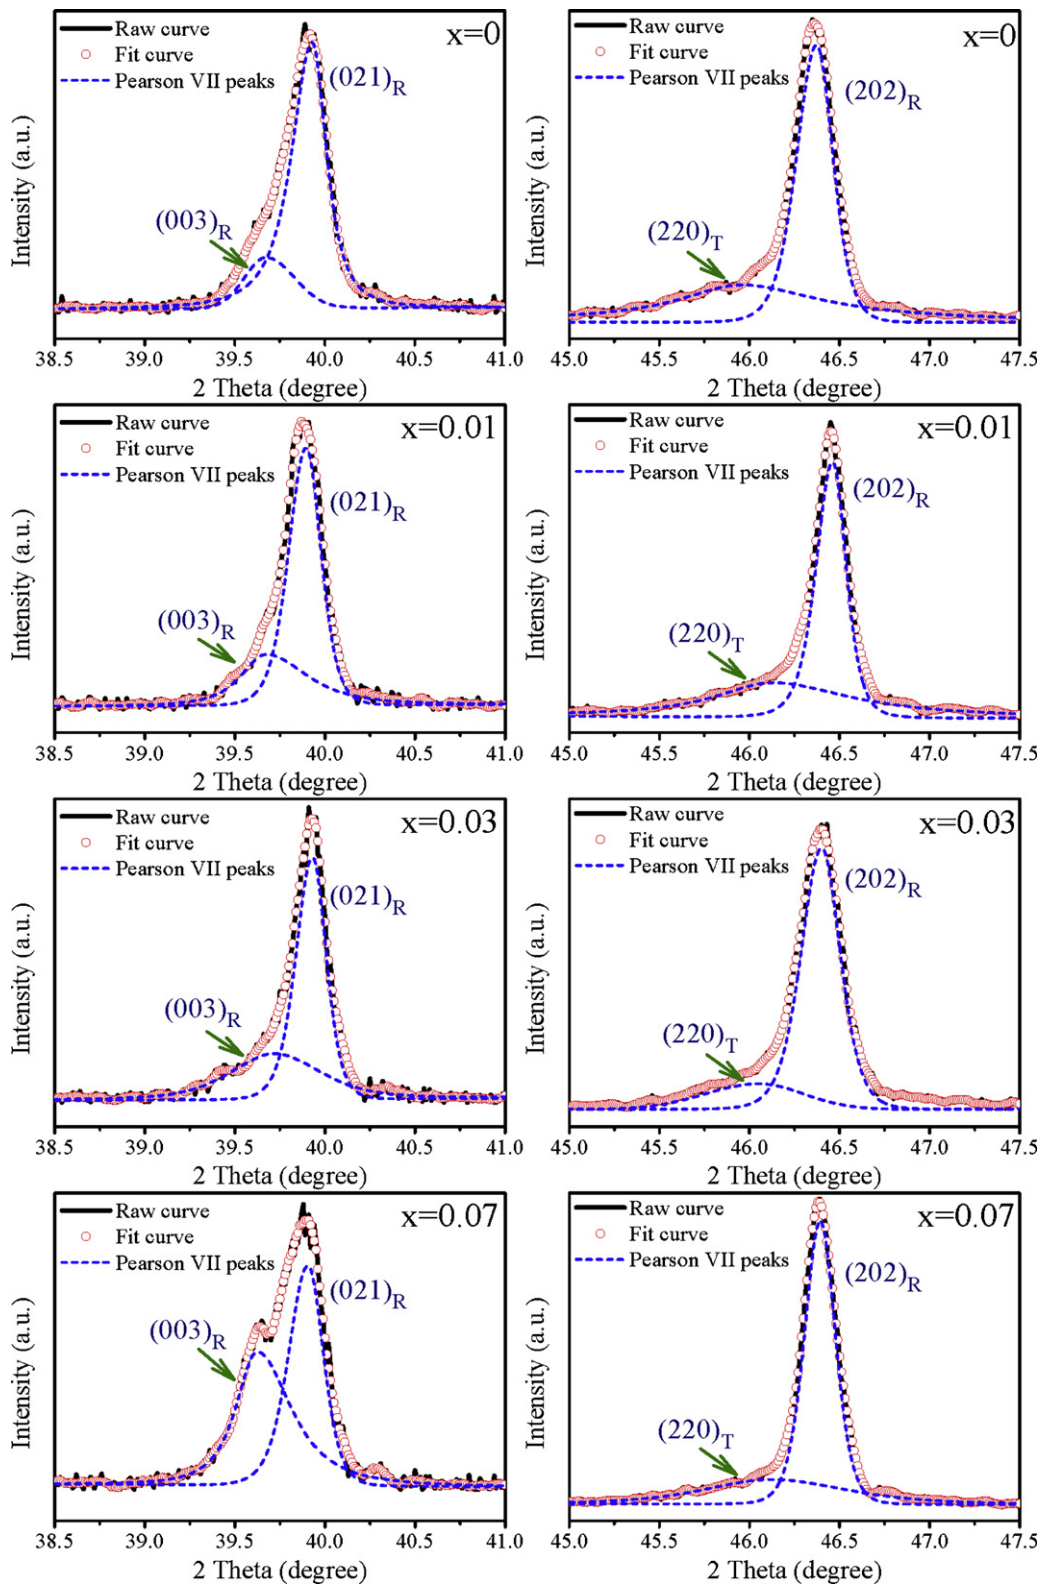 Raw curve
Fit curve
Pearson VII peaks
x=0
(021)R
(003)R
Intensity (a.u.)
38.5 39.0 39.5 40.0 40.5 41.0
2 Theta (degree)
Raw curve
Fit curve
Pearson VII peaks
x=0
(202)R
(220)T
Intensity (a.u.)
45.0 45.5 46.0 46.5 47.0 47.5
2 Theta (degree)
Raw curve
Fit curve
Pearson VII peaks
x=0.01
(021)R
(003)R
Intensity (a.u.)
38.5 39.0 39.5 40.0 40.5 41.0
2 Theta (degree)
Raw curve
Fit curve
Pearson VII peaks
x=0.01
(202)R
(220)T
Intensity (a.u.)
45.0 45.5 46.0 46.5 47.0 47.5
2 Theta (degree)
Raw curve
Fit curve
Pearson VII peaks
x=0.03
(021)R
(003)R
Intensity (a.u.)
38.5 39.0 39.5 40.0 40.5 41.0
2 Theta (degree)
Raw curve
Fit curve
Pearson VII peaks
x=0.03
(202)R
(220)T
Intensity (a.u.)
45.0 45.5 46.0 46.5 47.0 47.5
2 Theta (degree)
Raw curve
Fit curve
Pearson VII peaks
x=0.07
(021)R
(003)R
Intensity (a.u.)
38.5 39.0 39.5 40.0 40.5 41.0
2 Theta (degree)
Raw curve
Fit curve
Pearson VII peaks
x=0.07
(202)R
(220)T
Intensity (a.u.)
45.0 45.5 46.0 46.5 47.0 47.5
2 Theta (degree)